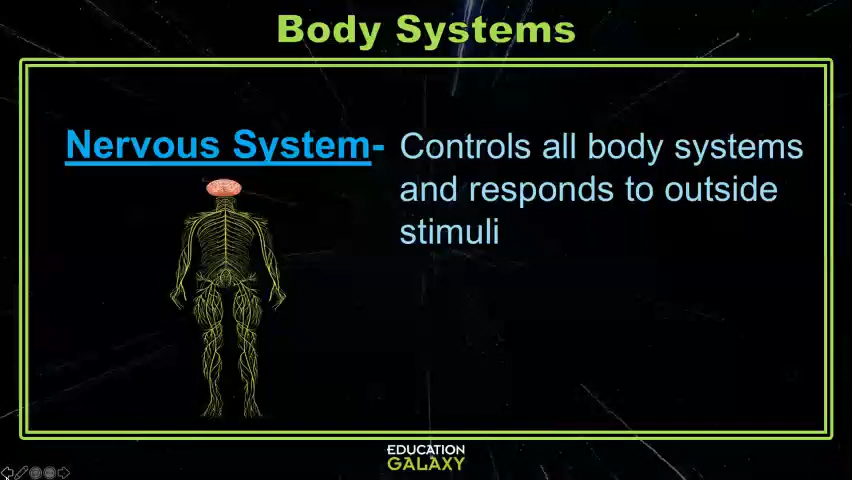 Body Systems
Nervous System- Controls all body systems
and responds to outside
stimuli
EDUCATION
GALAXY